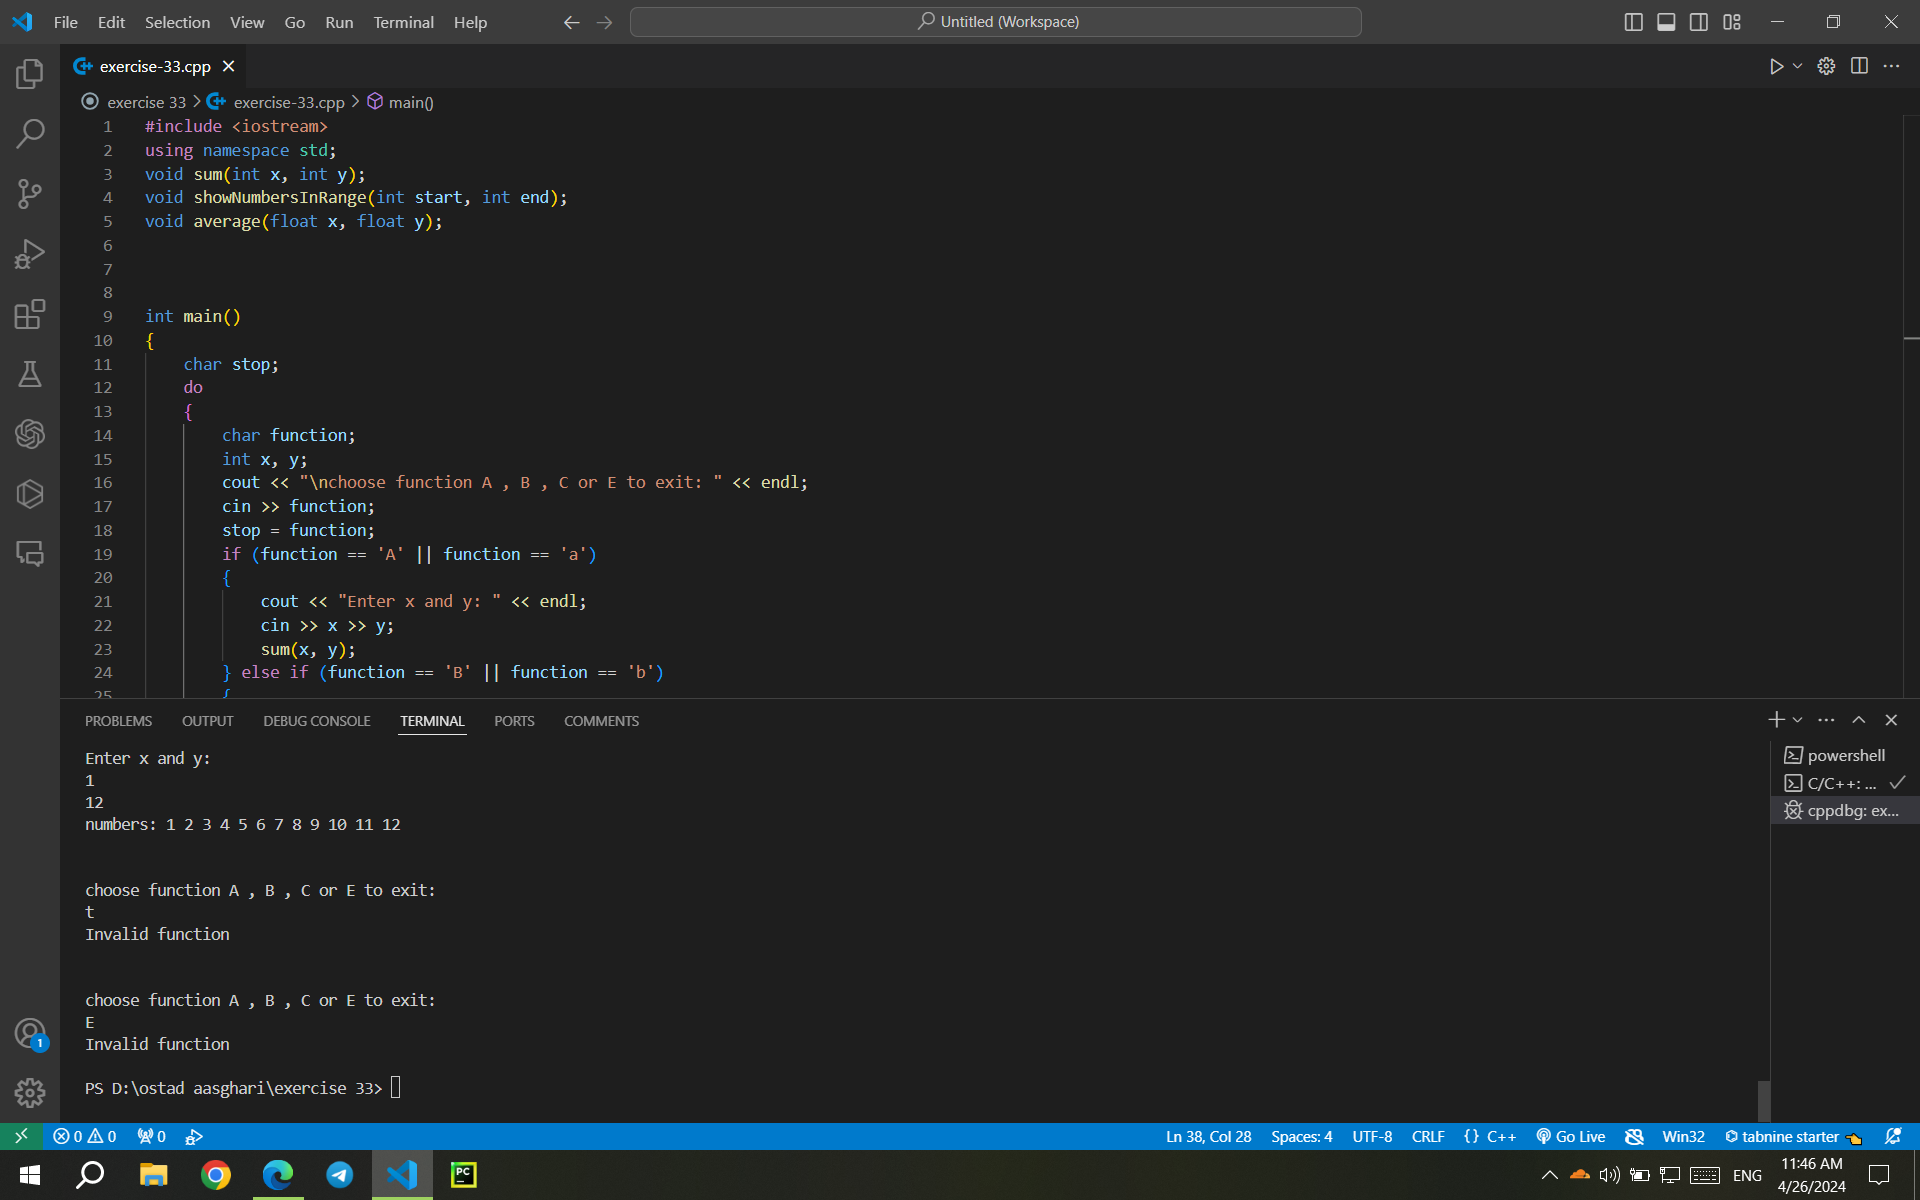 File Edit Selection View Go Run Terminal Help
Untitled (Workspace)
exercise-33.cpp
exercise 33 > exercise-33.cpp > main()
1 #include <iostream>
2 using namespace std;
3 void sum(int x, int y);
4 void showNumbersInRange(int start, int end);
5 void average(float x, float y);
6
7
8
9 int main()
10 {
11 char stop;
12 do
13 {
14 char function;
15 int x, y;
16 cout << "\nchoose function A , B , C or E to exit: " << endl;
17 cin >> function;
18 stop = function;
19 if (function == 'A' || function == 'a')
20 {
21 cout << "Enter x and y: " << endl;
22 cin >> x >> y;
23 sum(x, y);
24 } else if (function == 'B' || function == 'b')
25 {
PROBLEMS OUTPUT DEBUG CONSOLE TERMINAL PORTS COMMENTS
Enter x and y:
1
12
numbers: 1 2 3 4 5 6 7 8 9 10 11 12
choose function A , B , C or E to exit:
t
Invalid function
choose function A , B , C or E to exit:
E
Invalid function
PS D:\ostad aasghari\exercise 33>
powershell
C/C++: ...
cppdbg: ex...
1
0 0 0
Ln 38, Col 28 Spaces: 4 UTF-8 CRLF {} C++ Go Live Win32 tabnine starter
PC
ENG
11:46 AM
4/26/2024